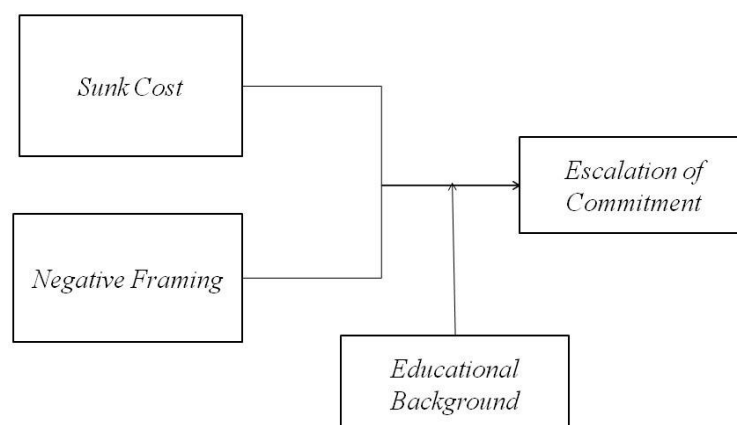 Sunk Cost
Escalation of
Commitment
Negative Framing
Educational
Background